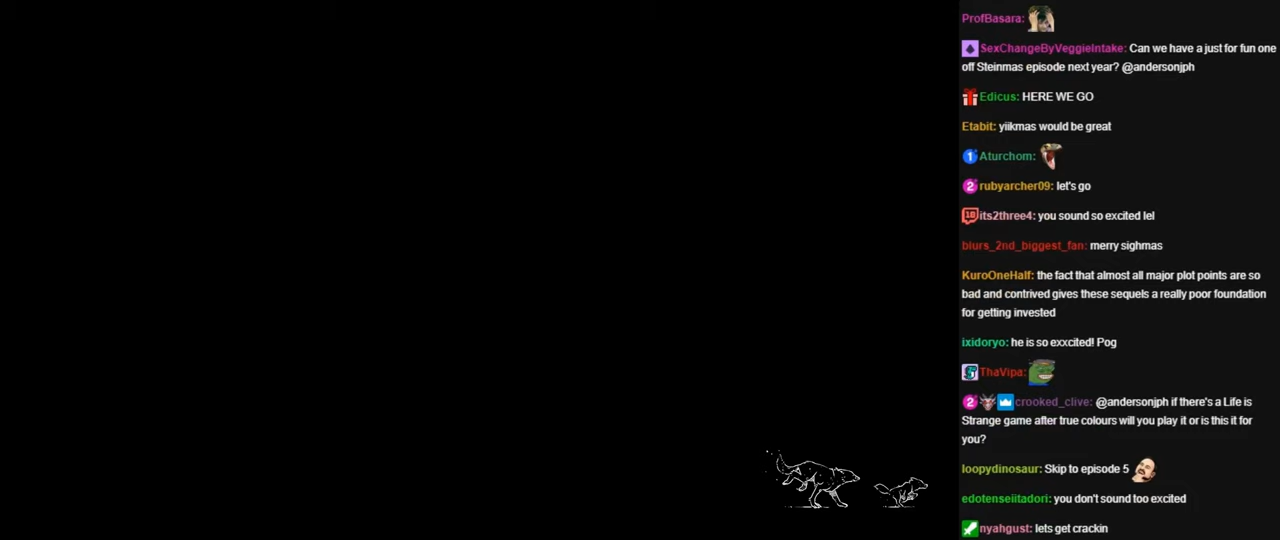 ProfBasara:
SexChangeByVeggieIntake: Can we have a just for fun one
off Steinmas episode next year? @andersonjph
Edicus: HERE WE GO
Etabit: yiikmas would be great
1 Aturchom:
2 rubyarcher09: let's go
18 its2three4: you sound so excited lel
blurs_2nd_biggest_fan: merry sighmas
KuroOneHalf: the fact that almost all major plot points are so
bad and contrived gives these sequels a really poor foundation
for getting invested
ixidoryo: he is so exxcited! Pog
ThaVipa:
2 crooked_clive: @andersonjph if there's a Life is
Strange game after true colours will you play it or is this it for
you?
loopydinosaur: Skip to episode 5
edotenseiitadori: you don't sound too excited
nyahgust: lets get crackin